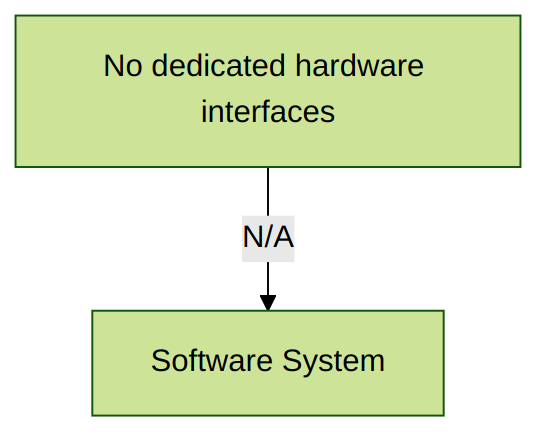 No dedicated hardware
interfaces
N/A
Software System